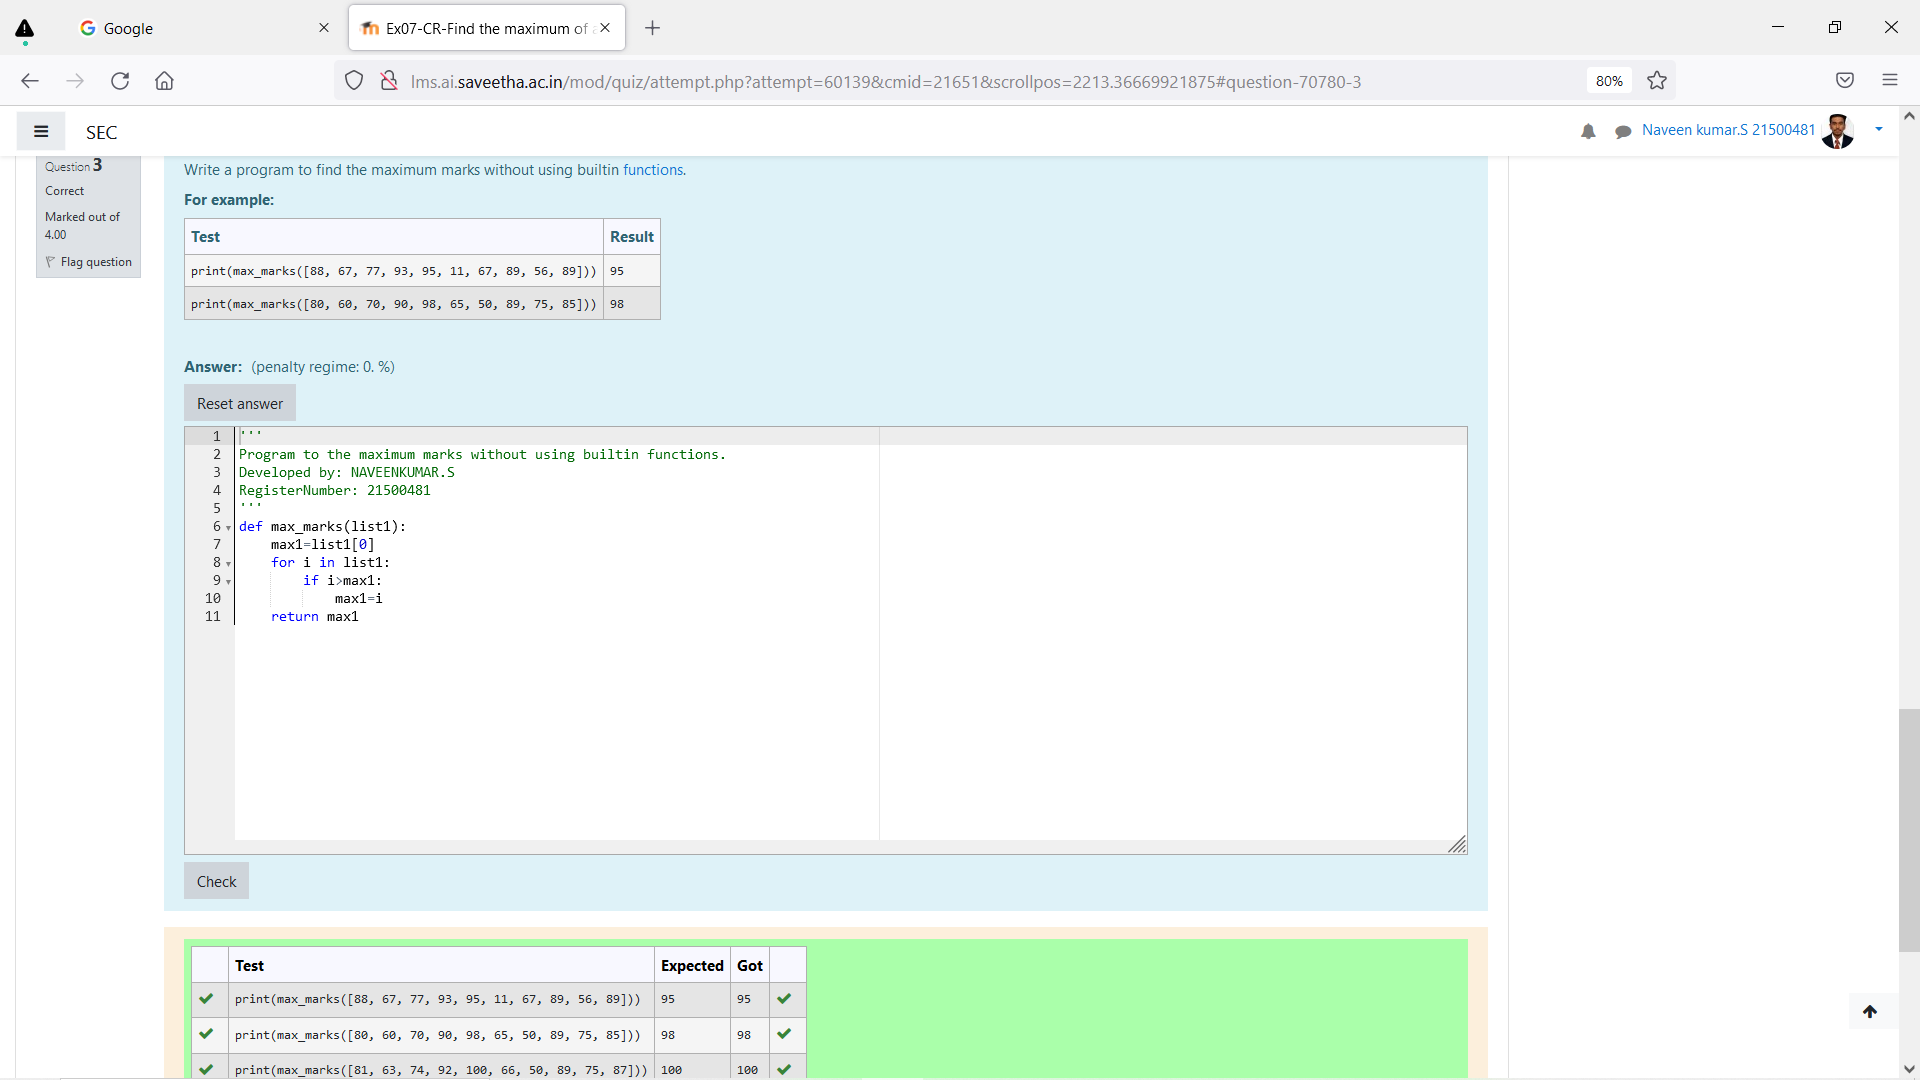 Google
Ex07-CR-Find the maximum of
lms.ai.saveetha.ac.in/mod/quiz/attempt.php?attempt=60139&cmid=21651&scrollpos=2213.36669921875#question-70780-3
80%
SEC
Naveen kumar.S 21500481
Question 3
Correct
Marked out of
4.00
Flag question
Write a program to find the maximum marks without using builtin functions.
For example:
Test Result
print(max_marks([88, 67, 77, 93, 95, 11, 67, 89, 56, 89])) 95
print(max_marks([80, 60, 70, 90, 98, 65, 50, 89, 75, 85])) 98
Answer: (penalty regime: 0. %)
Reset answer
1 '''
2 Program to the maximum marks without using builtin functions.
3 Developed by: NAVEENKUMAR.S
4 RegisterNumber: 21500481
5 '''
6 def max_marks(list1):
7 max1=list1[0]
8 for i in list1:
9 if i>max1:
10 max1=i
11 return max1
Check
Test Expected Got
print(max_marks([88, 67, 77, 93, 95, 11, 67, 89, 56, 89])) 95 95
print(max_marks([80, 60, 70, 90, 98, 65, 50, 89, 75, 85])) 98 98
print(max_marks([81, 63, 74, 92, 100, 66, 50, 89, 75, 87])) 100 100